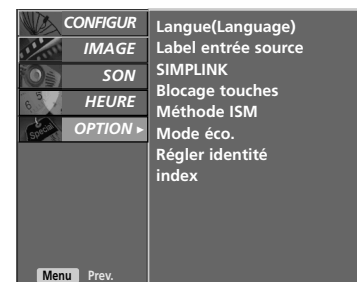 CONFIGUR
IMAGE
SON
HEURE
OPTION ►
Special
Langue(Language)
Label entrée source
SIMPLINK
Blocage touches
Méthode ISM
Mode éco.
Régler identité
index
Menu Prev.